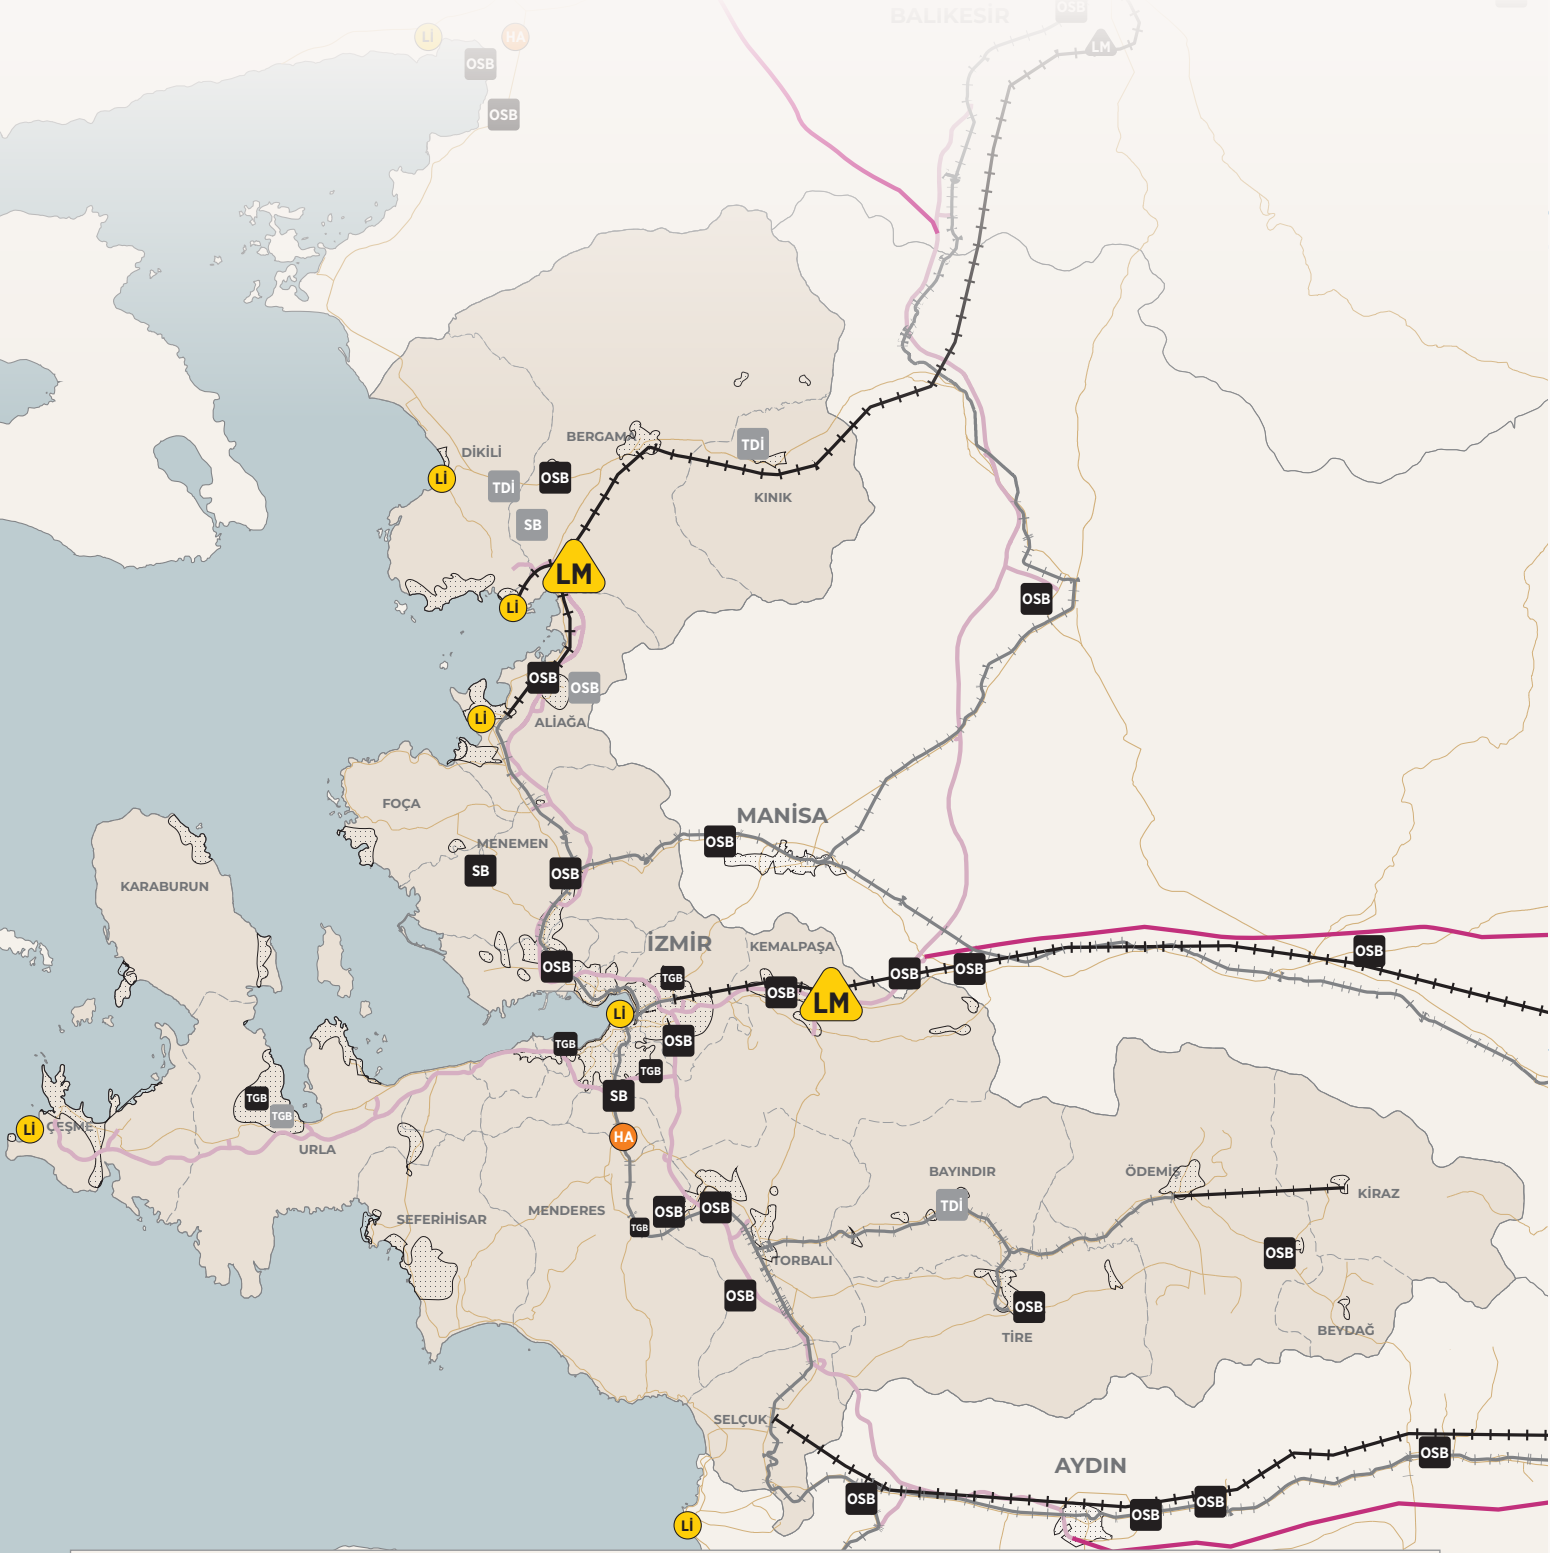 BALIKESİR
OSB
Lİ
HA
LM
OSB
OSB
BERGAMA
TDİ
DİKİLİ
Lİ
TDİ
OSB
KINIK
SB
LM
Lİ
OSB
OSB
OSB
Lİ
ALİAĞA
FOÇA
MANİSA
MENEMEN
OSB
SB
OSB
KARABURUN
İZMİR
KEMALPAŞA
OSB
OSB
TGB
OSB
LM
OSB
OSB
Lİ
TGB
OSB
TGB
SB
TGB
TGB
Lİ
ÇEŞME
HA
URLA
BAYINDIR
ÖDEMİŞ
KİRAZ
SEFERİHİSAR
MENDERES
OSB
OSB
TDİ
TGB
TORBALI
OSB
OSB
OSB
TİRE
BEYDAĞ
SELÇUK
AYDIN
OSB
OSB
OSB
OSB
Lİ